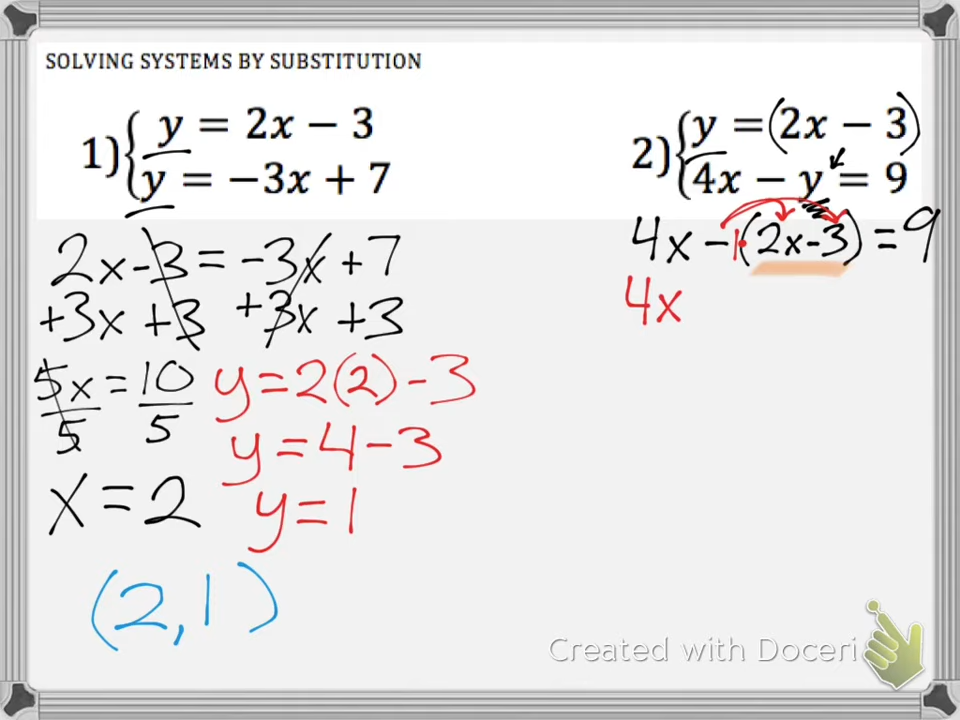 SOLVING SYSTEMS BY SUBSTITUTION
1) { y = 2x − 3
y = −3x + 7
2x-3 = -3x +7
+3x +3 +3x +3
5x = 10
5 5
x = 2
y = 2(2) -3
y = 4 - 3
y = 1
(2, 1)
2) { y = (2x − 3)
4x − y = 9
4x - 1(2x-3) = 9
4x
Created with Doceri